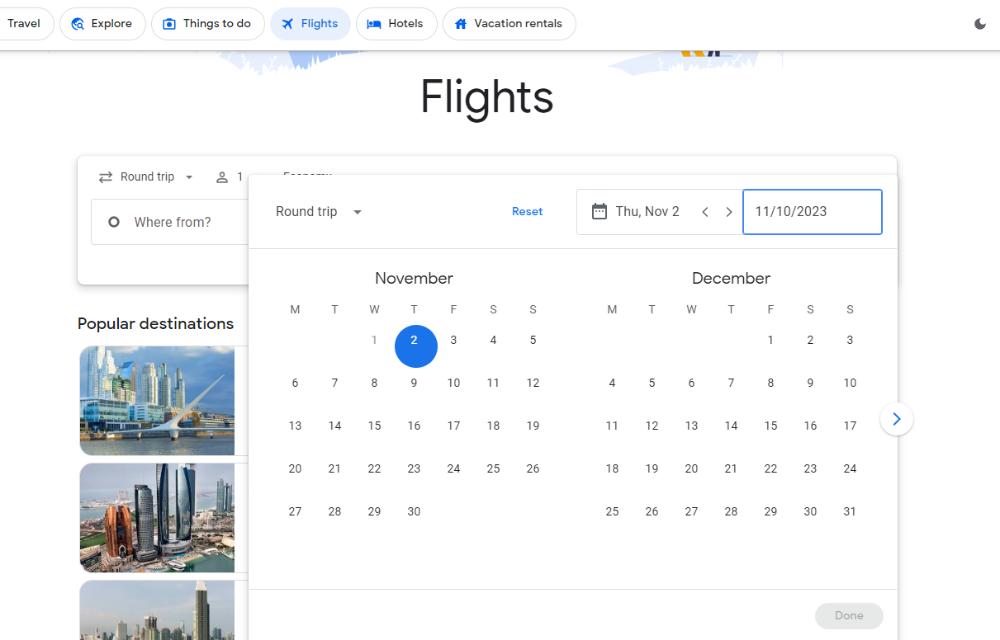 Travel Explore Things to do Flights Hotels Vacation rentals
Flights
Round trip 1 Economy
Where from?
Round trip Reset Thu, Nov 2 11/10/2023
November December
M T W T F S S M T W T F S S
1 2 3 4 5 1 2 3
6 7 8 9 10 11 12 4 5 6 7 8 9 10
13 14 15 16 17 18 19 11 12 13 14 15 16 17
20 21 22 23 24 25 26 18 19 20 21 22 23 24
27 28 29 30 25 26 27 28 29 30 31
Popular destinations
Done